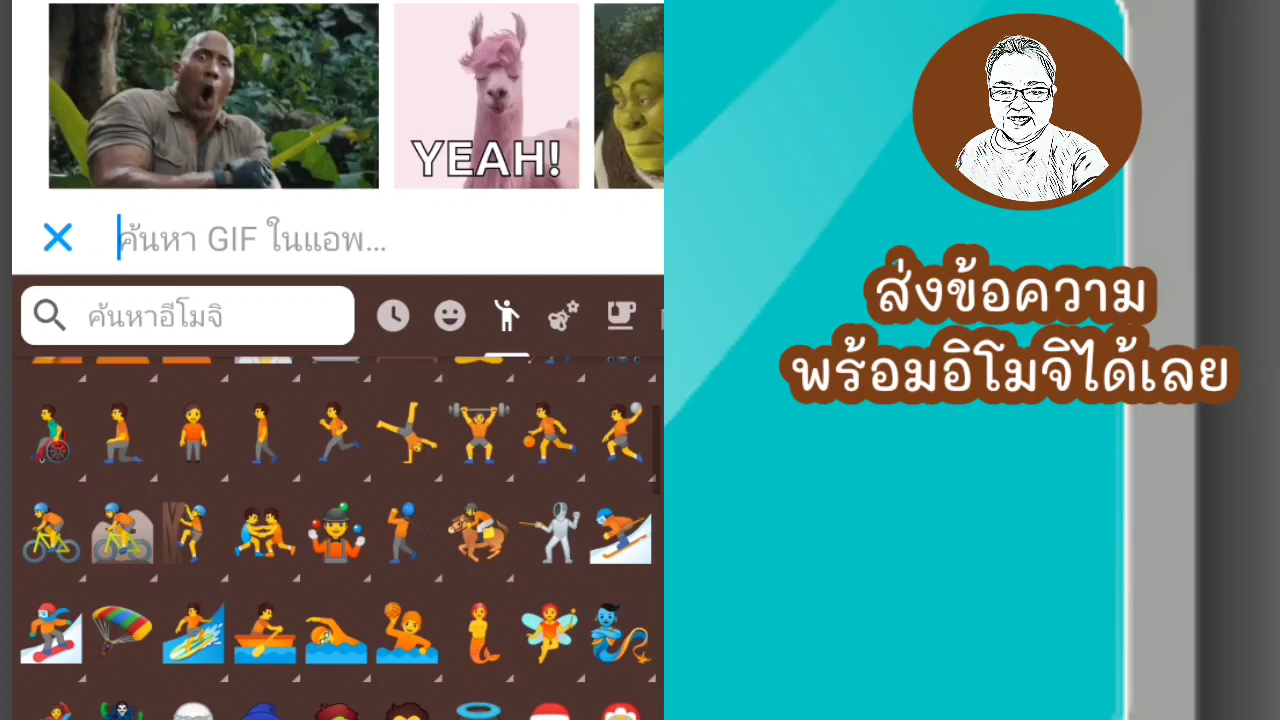 YEAH!
ค้นหา GIF ในแอพ...
ค้นหาอีโมจิ
ส่งข้อความ
พร้อมอิโมจิได้เลย